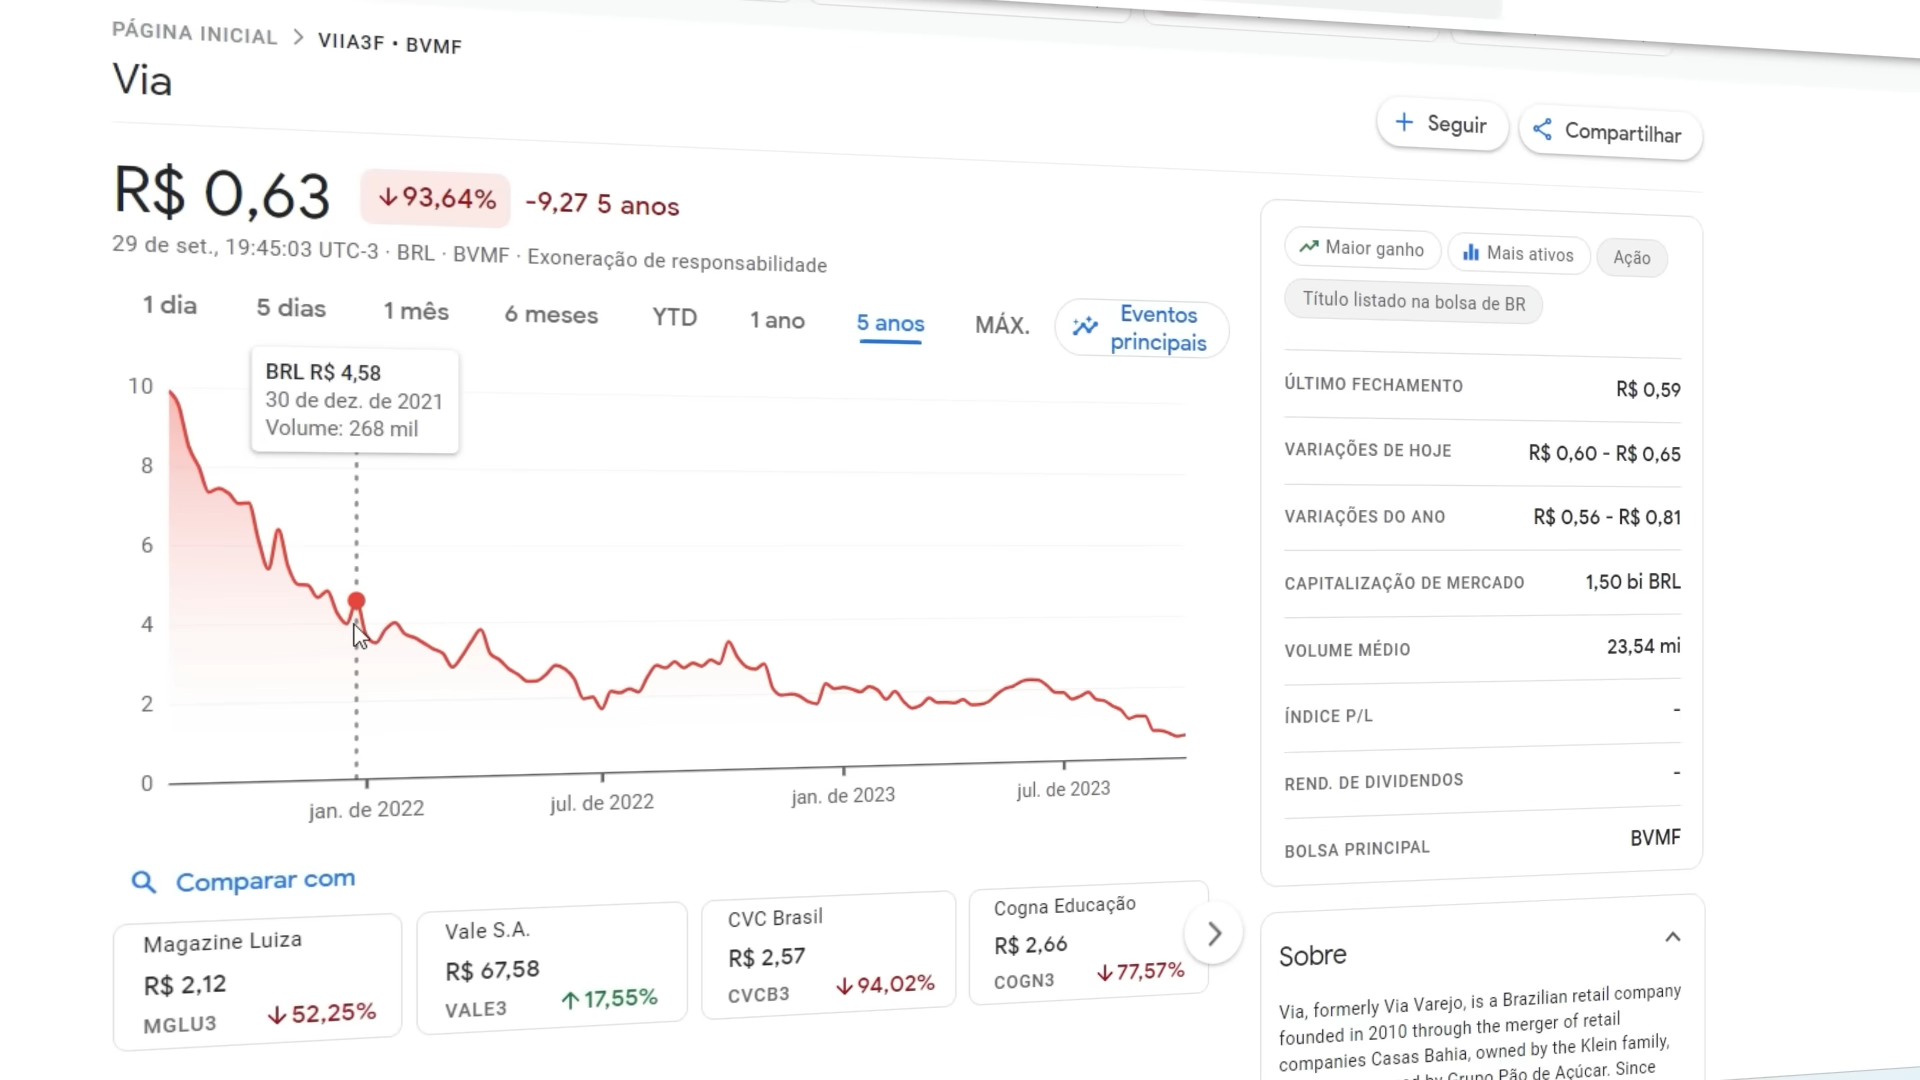 PÁGINA INICIAL > VIIA3F • BVMF
Via
Seguir
Compartilhar
R$ 0,63
93,64%
-9,27 5 anos
29 de set., 19:45:03 UTC-3 · BRL · BVMF · Exoneração de responsabilidade
1 dia
5 dias
1 mês
6 meses
YTD
1 ano
5 anos
MÁX.
Eventos
principais
BRL R$ 4,58
30 de dez. de 2021
Volume: 268 mil
10
8
6
4
2
0
jan. de 2022
jul. de 2022
jan. de 2023
jul. de 2023
Comparar com
Magazine Luiza
R$ 2,12
MGLU3
52,25%
Vale S.A.
R$ 67,58
VALE3
17,55%
CVC Brasil
R$ 2,57
CVCB3
94,02%
Cogna Educação
R$ 2,66
COGN3
77,57%
Maior ganho
Mais ativos
Ação
Título listado na bolsa de BR
ÚLTIMO FECHAMENTO R$ 0,59
VARIAÇÕES DE HOJE R$ 0,60 - R$ 0,65
VARIAÇÕES DO ANO R$ 0,56 - R$ 0,81
CAPITALIZAÇÃO DE MERCADO 1,50 bi BRL
VOLUME MÉDIO 23,54 mi
ÍNDICE P/L -
REND. DE DIVIDENDOS -
BOLSA PRINCIPAL BVMF
Sobre
Via, formerly Via Varejo, is a Brazilian retail company
founded in 2010 through the merger of retail
companies Casas Bahia, owned by the Klein family,
by Grupo Pão de Açúcar. Since